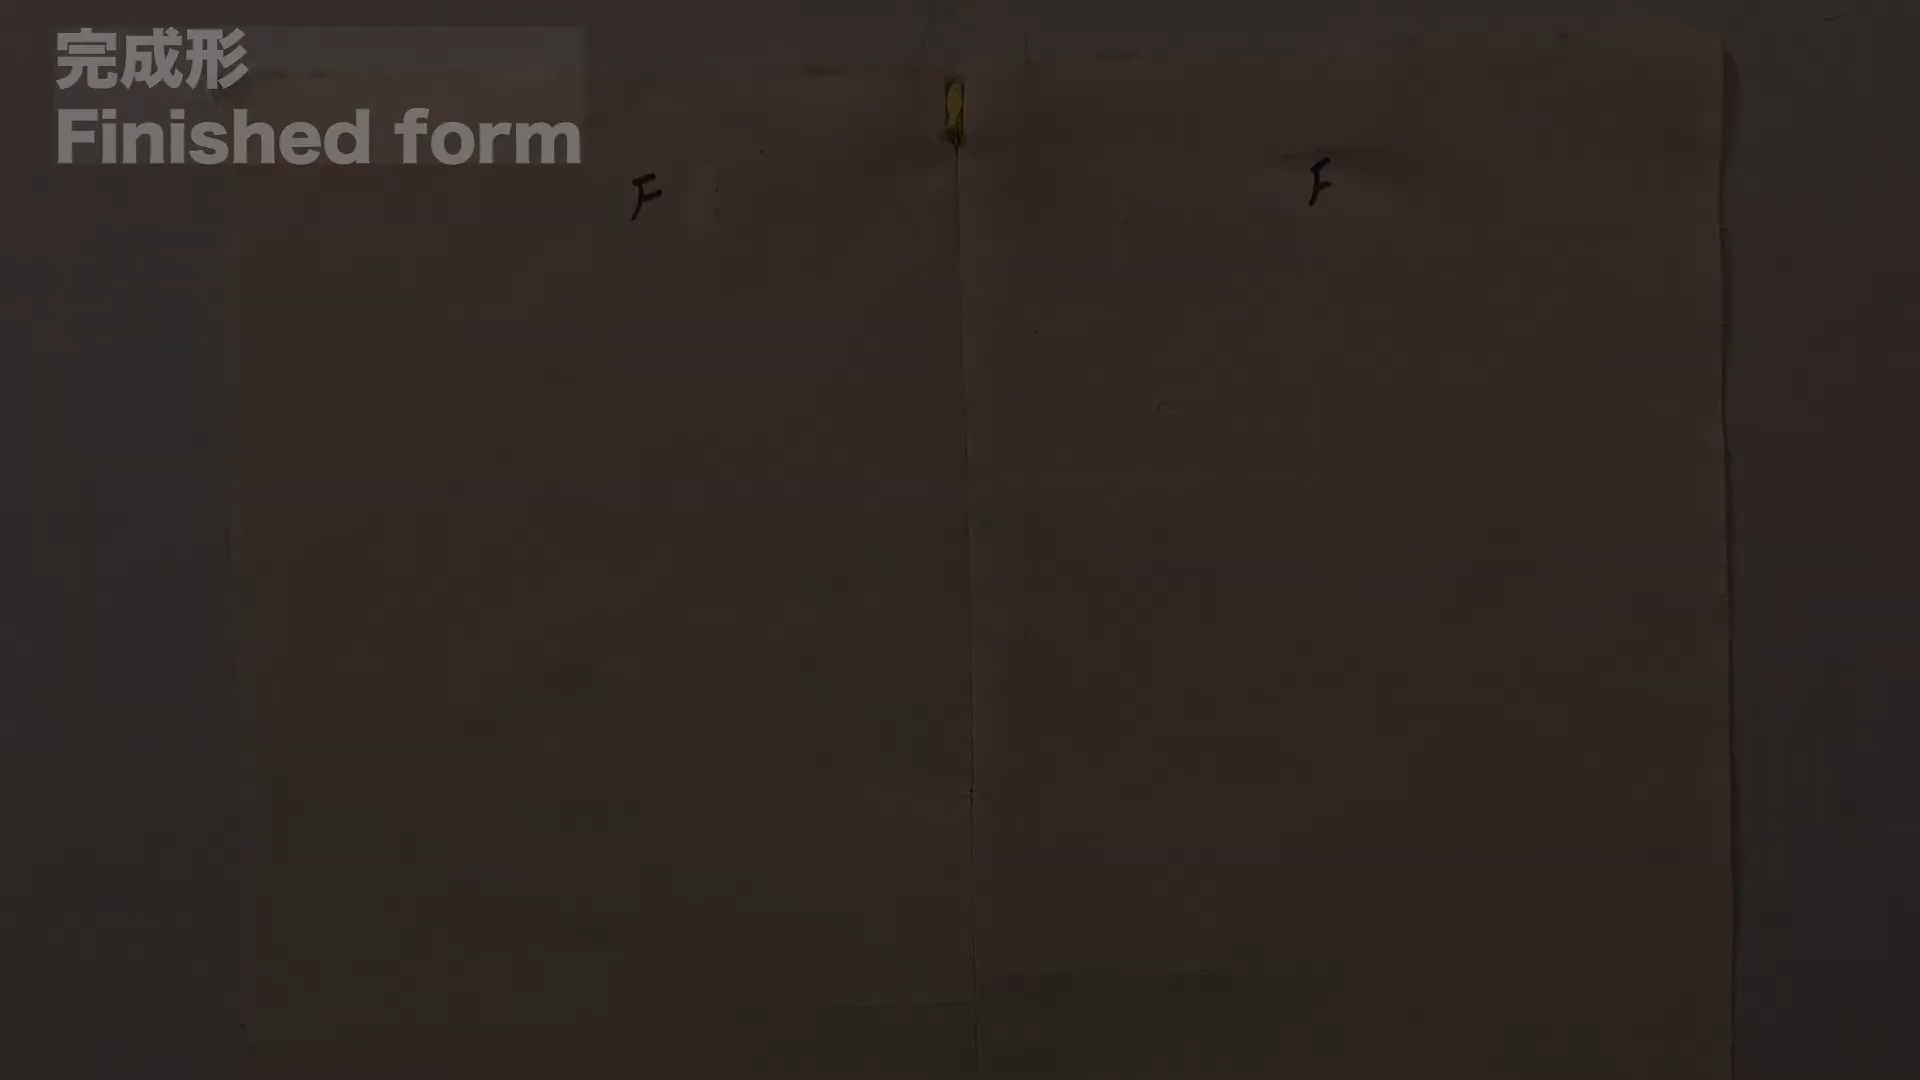 完成形
Finished form
F F